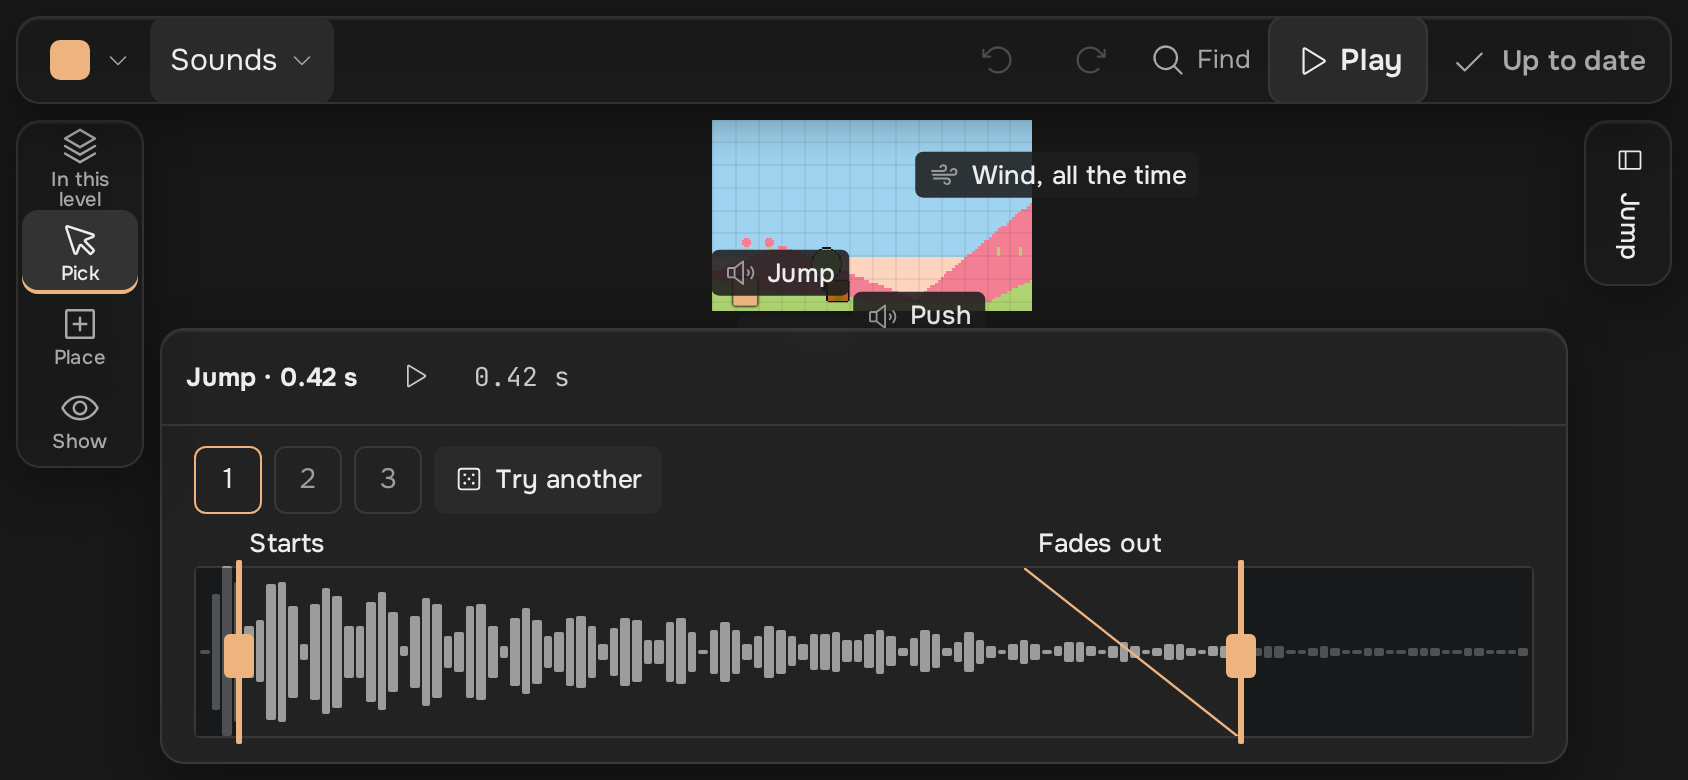 Sounds
Find
Play
Up to date
In this
level
Pick
Place
Show
Wind, all the time
Jump
Push
Jump
Jump · 0.42 s
0.42 s
1
2
3
Try another
Starts
Fades out